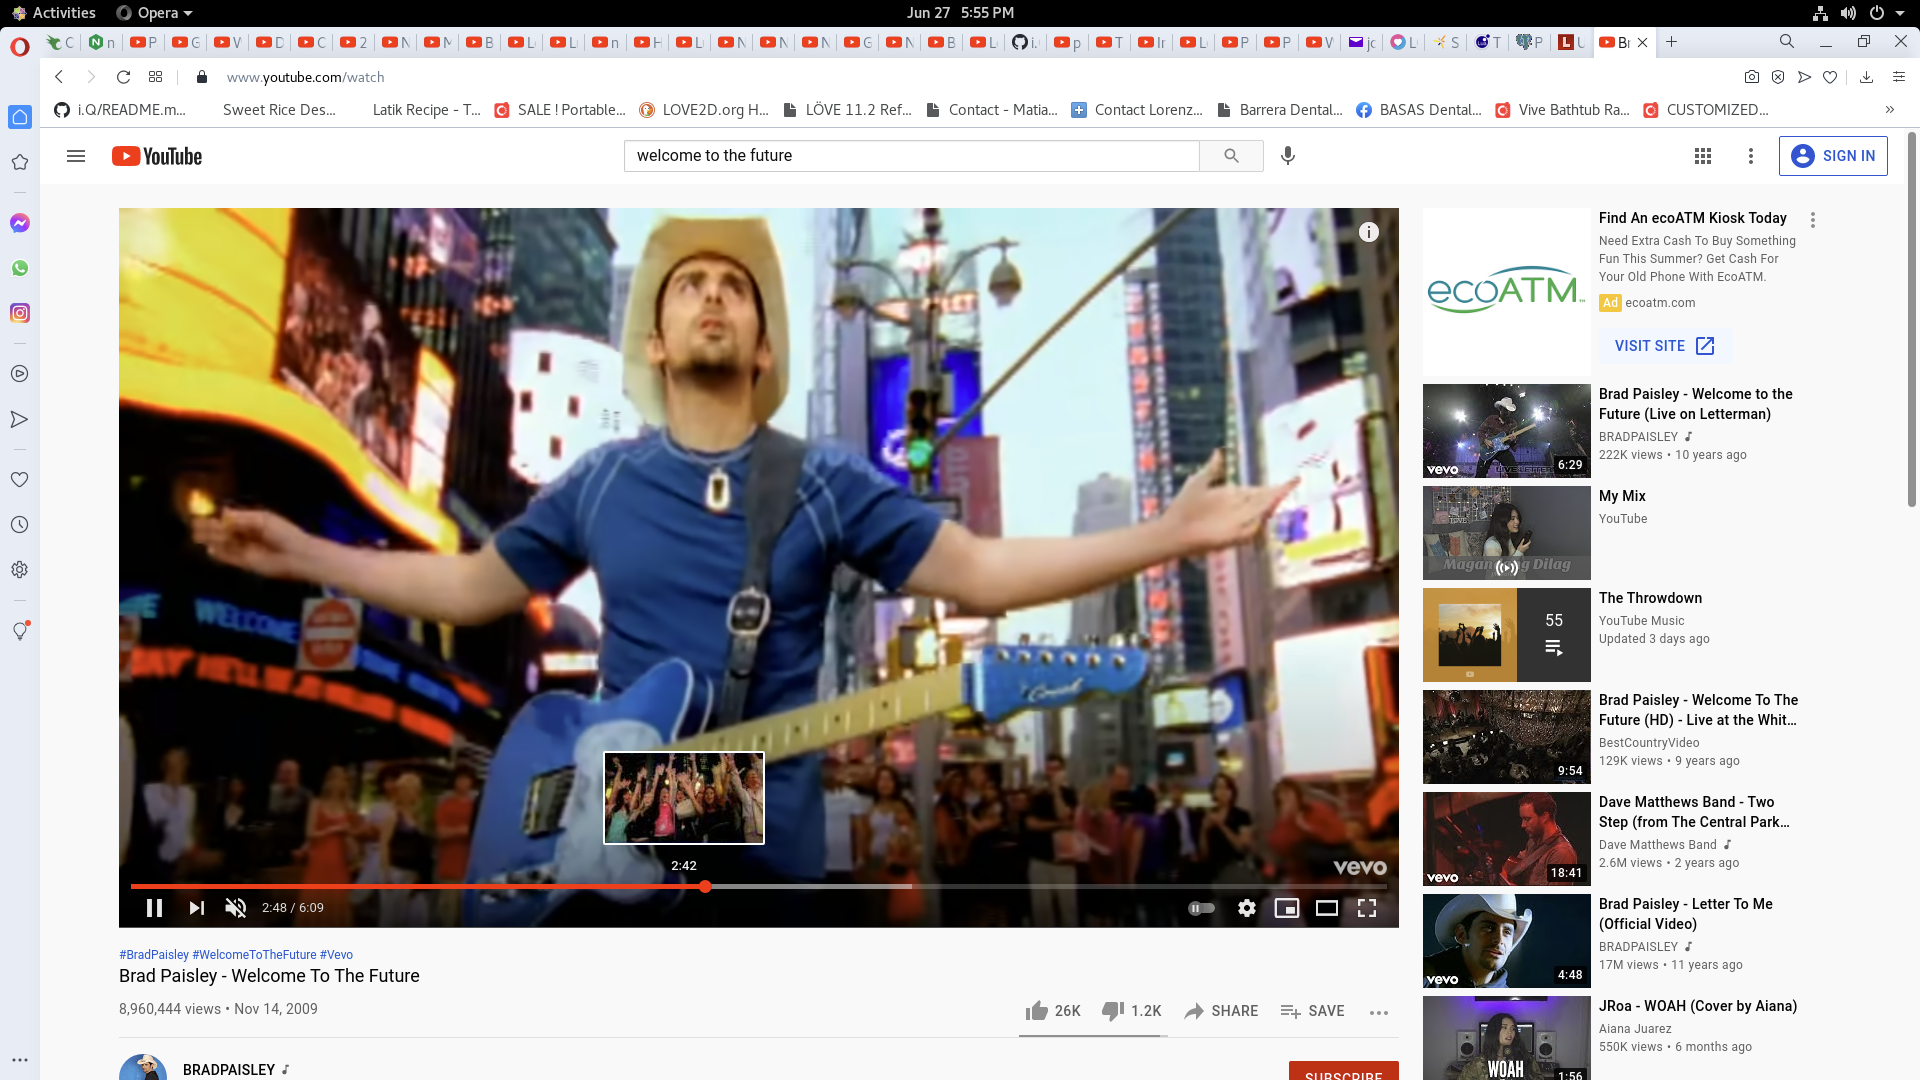 Activities
Opera
Jun 27 5:55 PM
www.youtube.com/watch
i.Q/README.m...
Sweet Rice Des...
Latik Recipe - T...
SALE ! Portable...
LOVE2D.org H...
LÖVE 11.2 Ref...
Contact - Matia...
Contact Lorenz...
Barrera Dental...
BASAS Dental...
Vive Bathtub Ra...
CUSTOMIZED...
YouTube
welcome to the future
SIGN IN
WELCOME
vevo
2:42
2:48 / 6:09
#BradPaisley #WelcomeToTheFuture #Vevo
Brad Paisley - Welcome To The Future
8,960,444 views • Nov 14, 2009
26K
1.2K
SHARE
SAVE
BRADPAISLEY
SUBSCRIBE
ecoATM
Find An ecoATM Kiosk Today
Need Extra Cash To Buy Something
Fun This Summer? Get Cash For
Your Old Phone With EcoATM.
Ad ecoatm.com
VISIT SITE
vevo
6:29
Brad Paisley - Welcome to the
Future (Live on Letterman)
BRADPAISLEY
222K views • 10 years ago
My Mix
YouTube
55
The Throwdown
YouTube Music
Updated 3 days ago
9:54
Brad Paisley - Welcome To The
Future (HD) - Live at the Whit...
BestCountryVideo
129K views • 9 years ago
vevo
18:41
Dave Matthews Band - Two
Step (from The Central Park...
Dave Matthews Band
2.6M views • 2 years ago
vevo
4:48
Brad Paisley - Letter To Me
(Official Video)
BRADPAISLEY
17M views • 11 years ago
WOAH
1:56
JRoa - WOAH (Cover by Aiana)
Aiana Juarez
550K views • 6 months ago